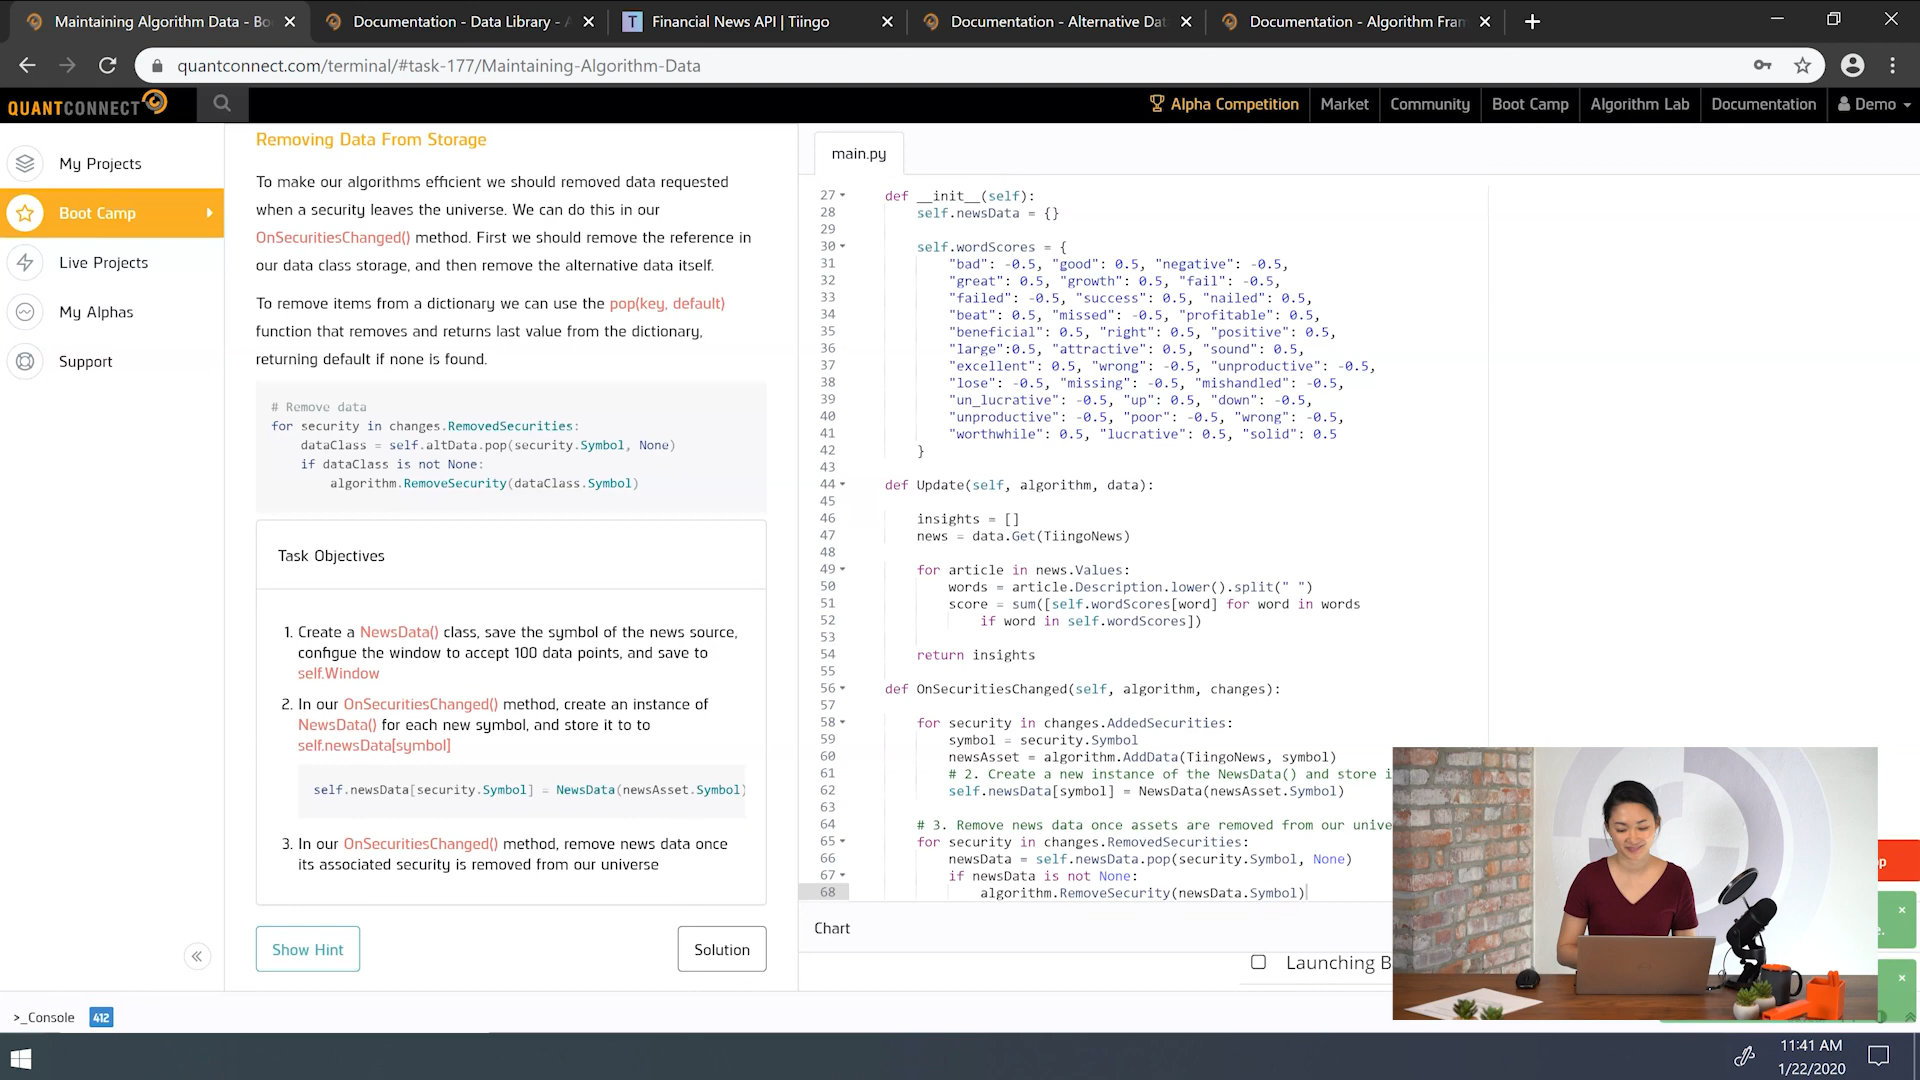 Maintaining Algorithm Data - Bo
Documentation - Data Library - A
Financial News API | Tiingo
Documentation - Alternative Dat
Documentation - Algorithm Fram
quantconnect.com/terminal/#task-177/Maintaining-Algorithm-Data
QUANTCONNECT
Alpha Competition
Market
Community
Boot Camp
Algorithm Lab
Documentation
Demo
My Projects
Boot Camp
Live Projects
My Alphas
Support
Removing Data From Storage
To make our algorithms efficient we should removed data requested
when a security leaves the universe. We can do this in our
OnSecuritiesChanged() method. First we should remove the reference in
our data class storage, and then remove the alternative data itself.
To remove items from a dictionary we can use the pop(key, default)
function that removes and returns last value from the dictionary,
returning default if none is found.
# Remove data
for security in changes.RemovedSecurities:
dataClass = self.altData.pop(security.Symbol, None)
if dataClass is not None:
algorithm.RemoveSecurity(dataClass.Symbol)
Task Objectives
1. Create a NewsData() class, save the symbol of the news source,
configue the window to accept 100 data points, and save to
self.Window
2. In our OnSecuritiesChanged() method, create an instance of
NewsData() for each new symbol, and store it to to
self.newsData[symbol]
self.newsData[security.Symbol] = NewsData(newsAsset.Symbol)
3. In our OnSecuritiesChanged() method, remove news data once
its associated security is removed from our universe
Show Hint
Solution
main.py
27 def __init__(self):
28 self.newsData = {}
29
30 self.wordScores = {
31 "bad": -0.5, "good": 0.5, "negative": -0.5,
32 "great": 0.5, "growth": 0.5, "fail": -0.5,
33 "failed": -0.5, "success": 0.5, "nailed": 0.5,
34 "beat": 0.5, "missed": -0.5, "profitable": 0.5,
35 "beneficial": 0.5, "right": 0.5, "positive": 0.5,
36 "large":0.5, "attractive": 0.5, "sound": 0.5,
37 "excellent": 0.5, "wrong": -0.5, "unproductive": -0.5,
38 "lose": -0.5, "missing": -0.5, "mishandled": -0.5,
39 "un_lucrative": -0.5, "up": 0.5, "down": -0.5,
40 "unproductive": -0.5, "poor": -0.5, "wrong": -0.5,
41 "worthwhile": 0.5, "lucrative": 0.5, "solid": 0.5
42 }
43
44 def Update(self, algorithm, data):
45
46 insights = []
47 news = data.Get(TiingoNews)
48
49 for article in news.Values:
50 words = article.Description.lower().split(" ")
51 score = sum([self.wordScores[word] for word in words
52 if word in self.wordScores])
53
54 return insights
55
56 def OnSecuritiesChanged(self, algorithm, changes):
57
58 for security in changes.AddedSecurities:
59 symbol = security.Symbol
60 newsAsset = algorithm.AddData(TiingoNews, symbol)
61 # 2. Create a new instance of the NewsData() and store i
62 self.newsData[symbol] = NewsData(newsAsset.Symbol)
63
64 # 3. Remove news data once assets are removed from our unive
65 for security in changes.RemovedSecurities:
66 newsData = self.newsData.pop(security.Symbol, None)
67 if newsData is not None:
68 algorithm.RemoveSecurity(newsData.Symbol)
Chart
Launching B
>_Console 412
11:41 AM
1/22/2020